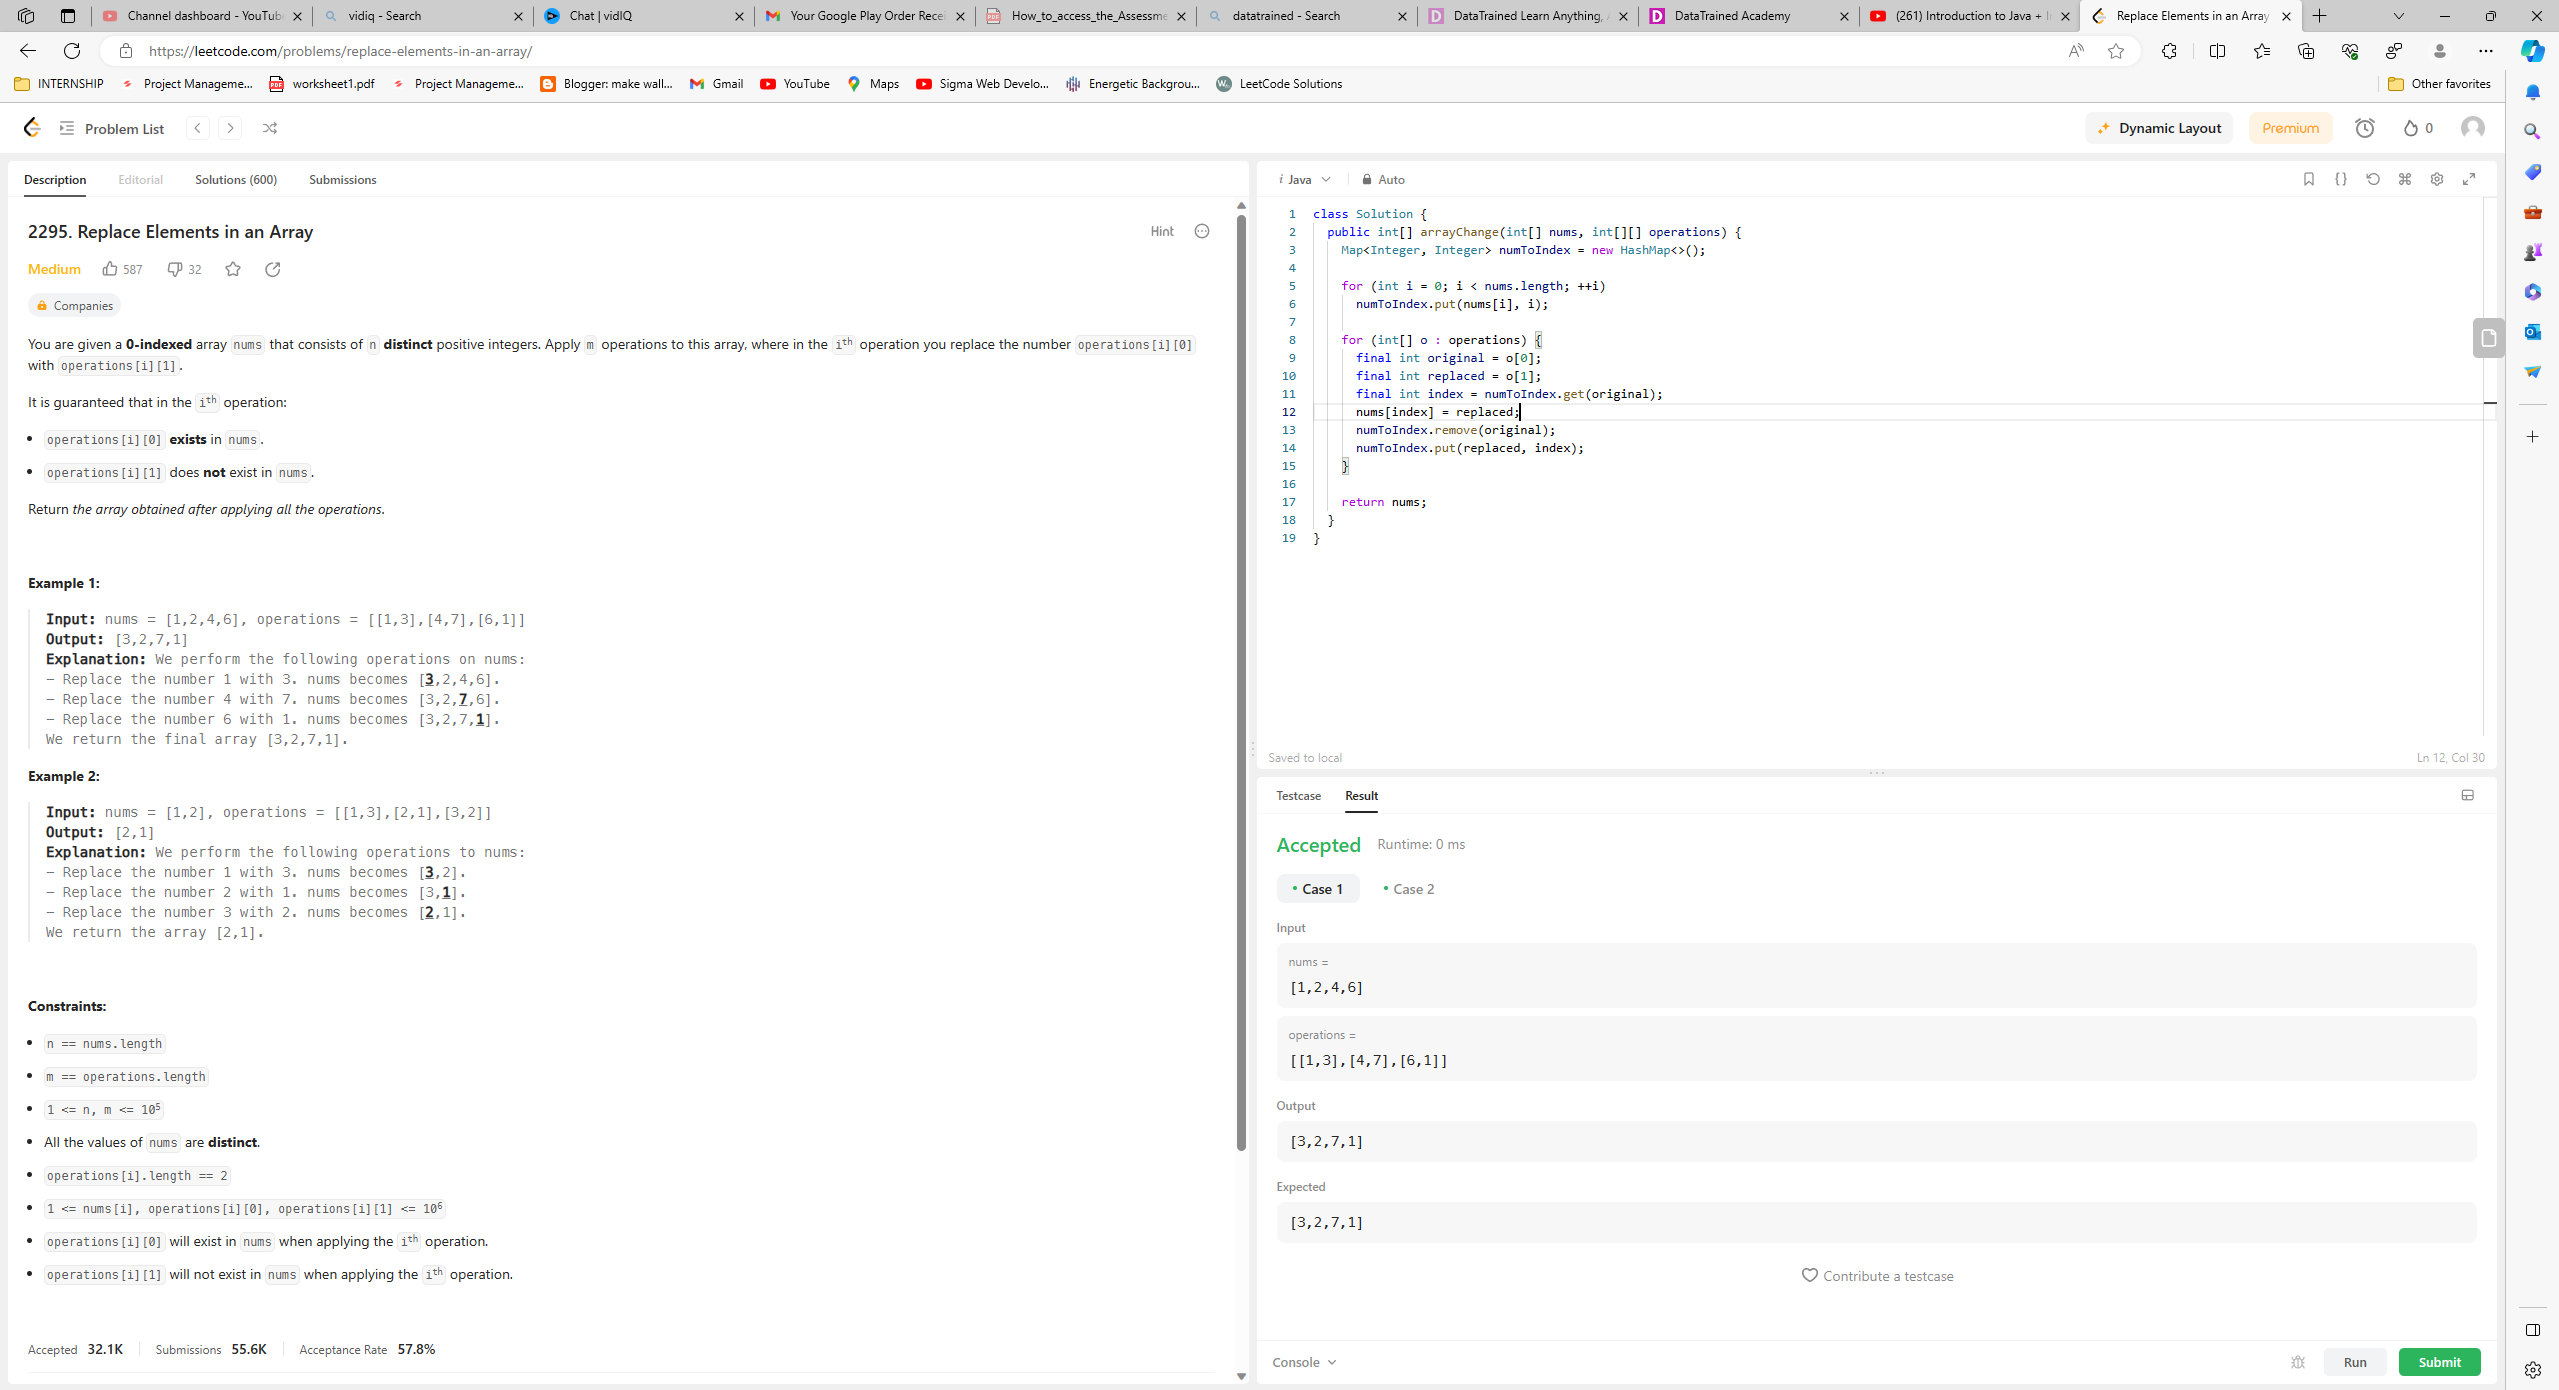 Channel dashboard - YouTub
vidiq - Search
Chat | vidIQ
Your Google Play Order Recei
How_to_access_the_Assessme
datatrained - Search
DataTrained Learn Anything, A
DataTrained Academy
(261) Introduction to Java + I
Replace Elements in an Array
https://leetcode.com/problems/replace-elements-in-an-array/
INTERNSHIP
Project Manageme...
worksheet1.pdf
Project Manageme...
Blogger: make wall...
Gmail
YouTube
Maps
Sigma Web Develo...
Energetic Backgrou...
LeetCode Solutions
Other favorites
Problem List
Dynamic Layout
Premium
0
Description
Editorial
Solutions (600)
Submissions
2295. Replace Elements in an Array
Hint
Medium
587
32
Companies
You are given a 0-indexed array nums that consists of n distinct positive integers. Apply m operations to this array, where in the ith operation you replace the number operations[i][0]
with operations[i][1].
It is guaranteed that in the ith operation:
• operations[i][0] exists in nums.
• operations[i][1] does not exist in nums.
Return the array obtained after applying all the operations.
Example 1:
Input: nums = [1,2,4,6], operations = [[1,3],[4,7],[6,1]]
Output: [3,2,7,1]
Explanation: We perform the following operations on nums:
- Replace the number 1 with 3. nums becomes [3,2,4,6].
- Replace the number 4 with 7. nums becomes [3,2,7,6].
- Replace the number 6 with 1. nums becomes [3,2,7,1].
We return the final array [3,2,7,1].
Example 2:
Input: nums = [1,2], operations = [[1,3],[2,1],[3,2]]
Output: [2,1]
Explanation: We perform the following operations to nums:
- Replace the number 1 with 3. nums becomes [3,2].
- Replace the number 2 with 1. nums becomes [3,1].
- Replace the number 3 with 2. nums becomes [2,1].
We return the array [2,1].
Constraints:
• n == nums.length
• m == operations.length
• 1 <= n, m <= 10⁵
• All the values of nums are distinct.
• operations[i].length == 2
• 1 <= nums[i], operations[i][0], operations[i][1] <= 10⁶
• operations[i][0] will exist in nums when applying the ith operation.
• operations[i][1] will not exist in nums when applying the ith operation.
Accepted 32.1K
Submissions 55.6K
Acceptance Rate 57.8%
i Java
Auto
1 class Solution {
2   public int[] arrayChange(int[] nums, int[][] operations) {
3     Map<Integer, Integer> numToIndex = new HashMap<>();
4
5     for (int i = 0; i < nums.length; ++i)
6       numToIndex.put(nums[i], i);
7
8     for (int[] o : operations) {
9       final int original = o[0];
10       final int replaced = o[1];
11       final int index = numToIndex.get(original);
12       nums[index] = replaced;
13       numToIndex.remove(original);
14       numToIndex.put(replaced, index);
15     }
16
17     return nums;
18   }
19 }
Saved to local
Ln 12, Col 30
Testcase
Result
Accepted
Runtime: 0 ms
• Case 1
• Case 2
Input
nums =
[1,2,4,6]
operations =
[[1,3],[4,7],[6,1]]
Output
[3,2,7,1]
Expected
[3,2,7,1]
Contribute a testcase
Console
Run
Submit